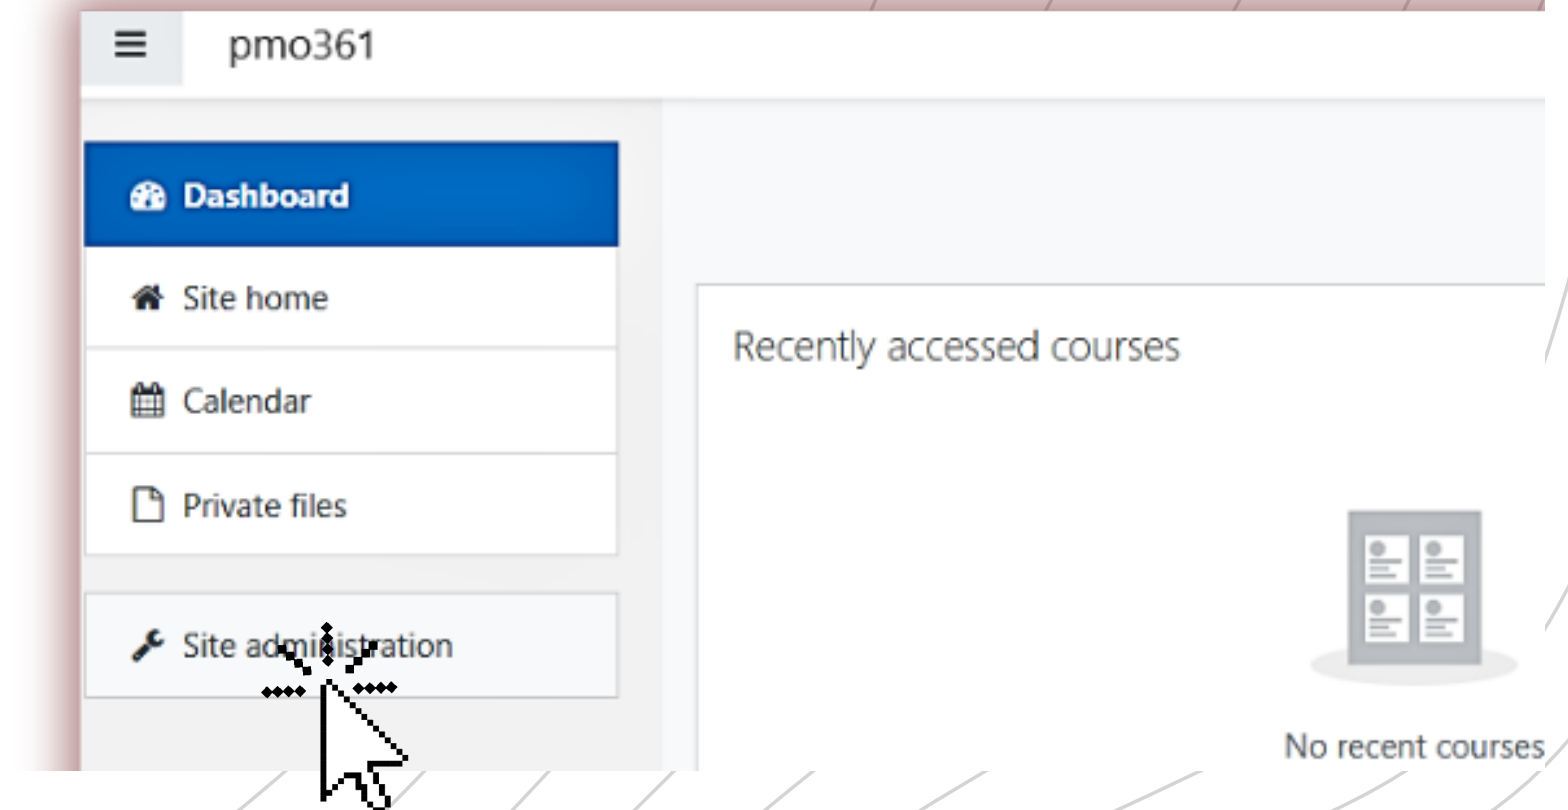 pmo361
Dashboard
Site home
Calendar
Private files
Site administration
Recently accessed courses
No recent courses